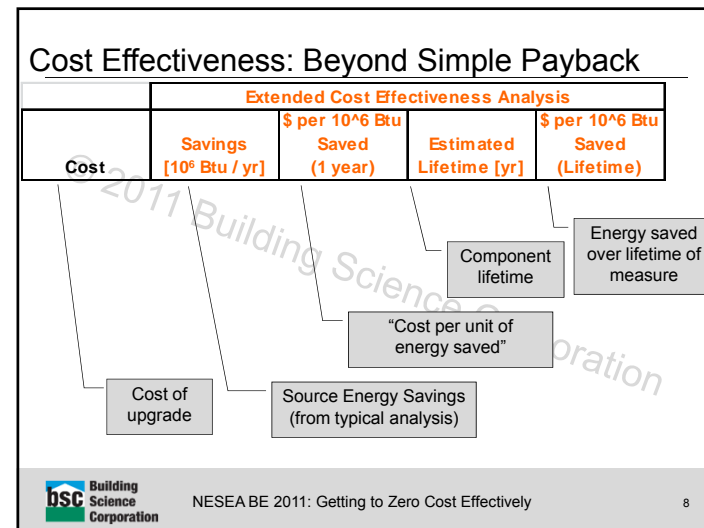 Cost Effectiveness: Beyond Simple Payback
Extended Cost Effectiveness Analysis
Cost
Savings
[10⁶ Btu / yr]
$ per 10^6 Btu
Saved
(1 year)
Estimated
Lifetime [yr]
$ per 10^6 Btu
Saved
(Lifetime)
© 2011 Building Science Corporation
Energy saved
over lifetime of
measure
Component
lifetime
“Cost per unit of
energy saved”
Cost of
upgrade
Source Energy Savings
(from typical analysis)
bsc
Building
Science
Corporation
NESEA BE 2011: Getting to Zero Cost Effectively
8